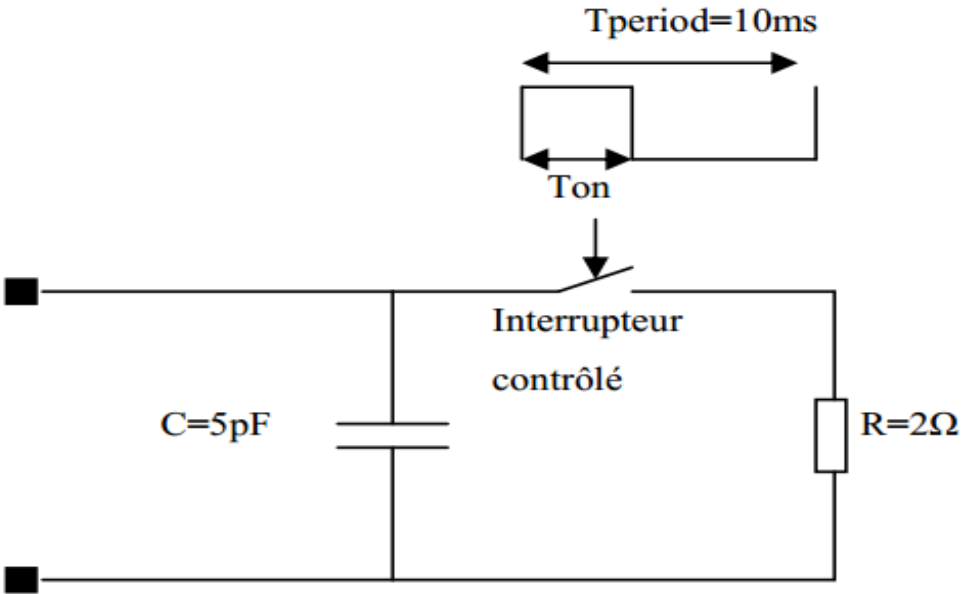 Tperiod=10ms
Ton
Interrupteur
contrôlé
C=5pF
R=2Ω